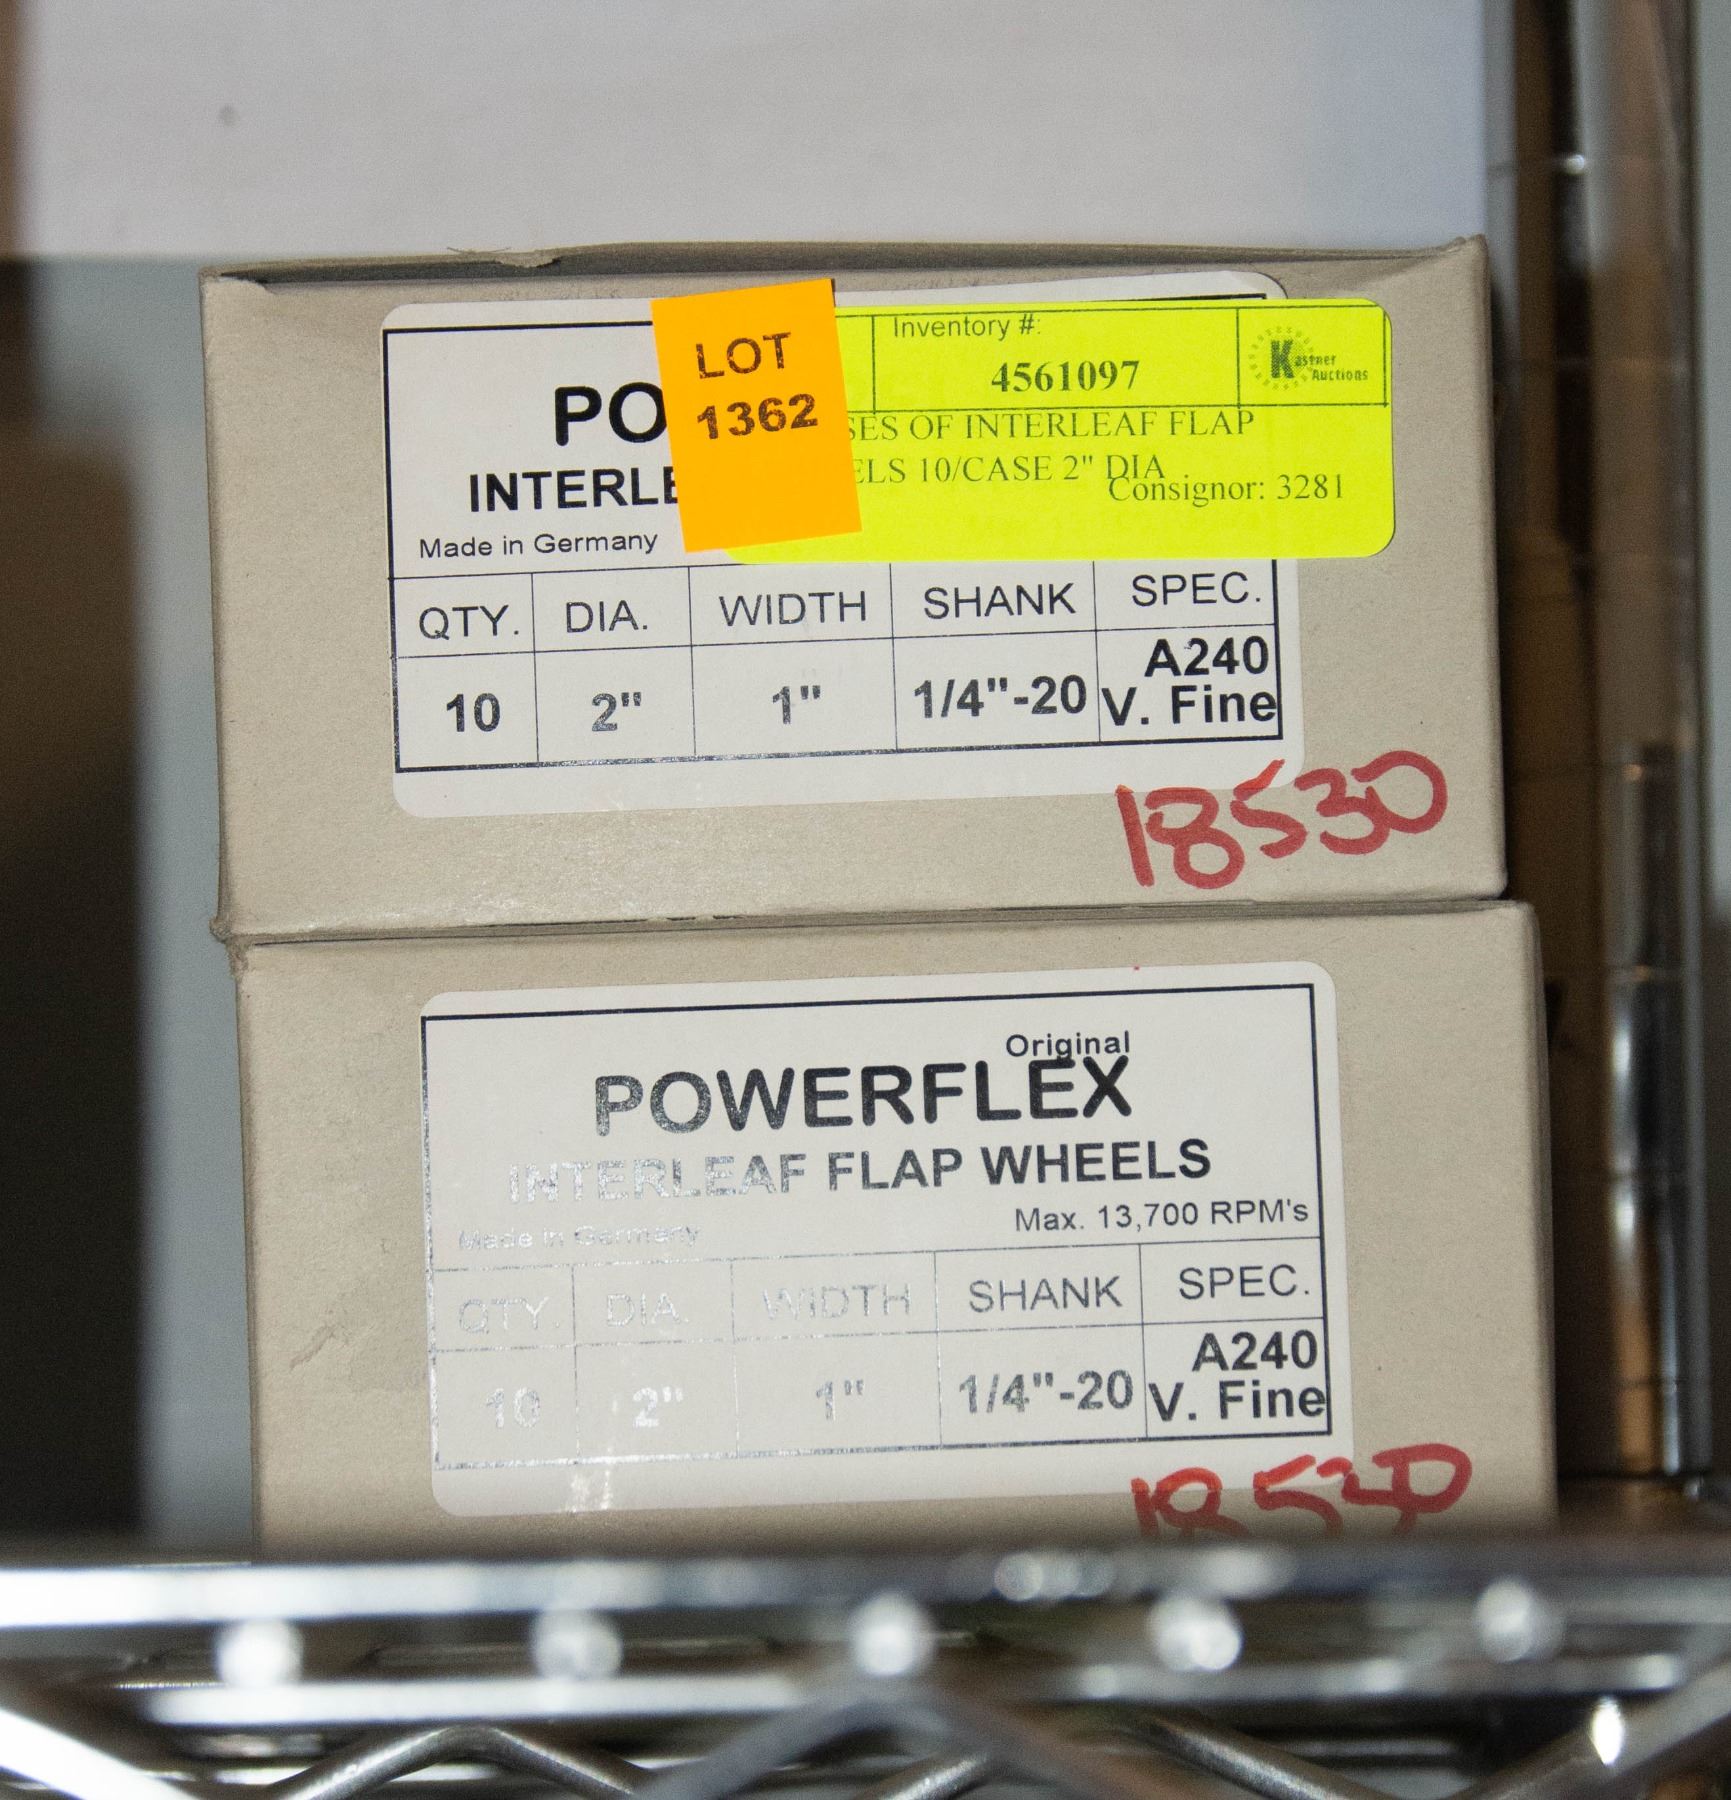 LOT
1362
Inventory #:
4561097
Kastner
Auctions
SES OF INTERLEAF FLAP
ELS 10/CASE 2" DIA
Consignor: 3281
PO
INTERLE
Made in Germany
QTY. DIA. WIDTH SHANK SPEC.
10 2" 1" 1/4"-20 A240
V. Fine
18530
Original
POWERFLEX
INTERLEAF FLAP WHEELS
Made in Germany Max. 13,700 RPM's
QTY. DIA. WIDTH SHANK SPEC.
10 2" 1" 1/4"-20 A240
V. Fine
18530